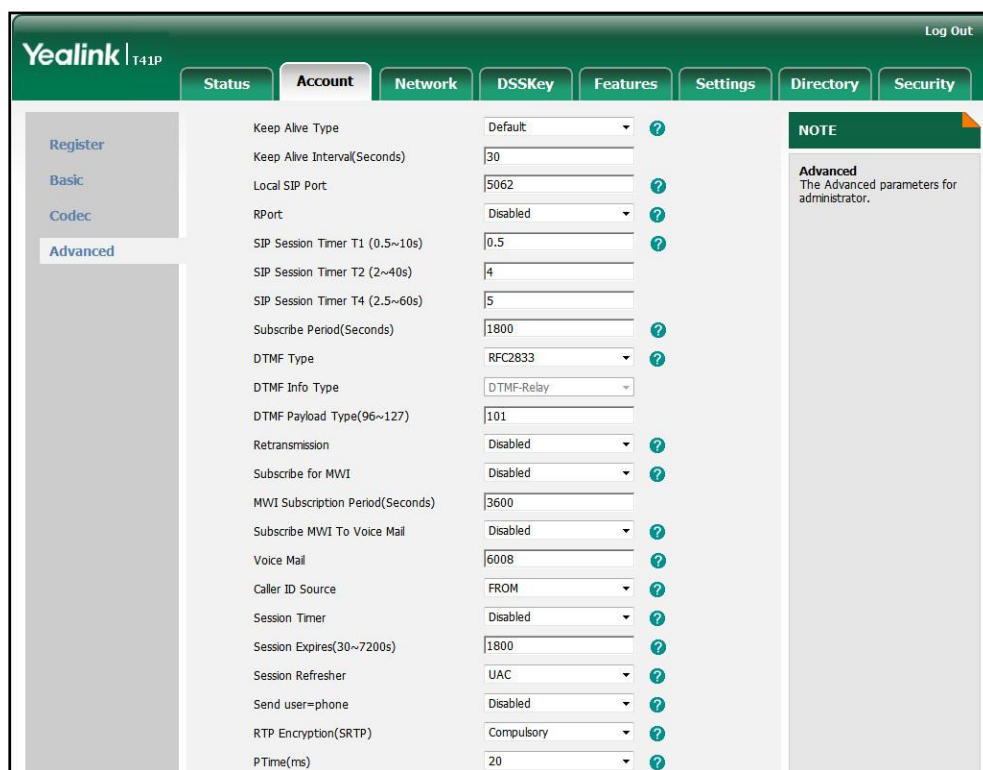 Log Out
Yealink | T41P
Status Account Network DSSKey Features Settings Directory Security
Register
Basic
Codec
Advanced
Keep Alive Type Default ?
Keep Alive Interval(Seconds) 30
Local SIP Port 5062 ?
RPort Disabled ?
SIP Session Timer T1 (0.5~10s) 0.5 ?
SIP Session Timer T2 (2~40s) 4
SIP Session Timer T4 (2.5~60s) 5
Subscribe Period(Seconds) 1800 ?
DTMF Type RFC2833 ?
DTMF Info Type DTMF-Relay
DTMF Payload Type(96~127) 101
Retransmission Disabled ?
Subscribe for MWI Disabled ?
MWI Subscription Period(Seconds) 3600
Subscribe MWI To Voice Mail Disabled ?
Voice Mail 6008 ?
Caller ID Source FROM ?
Session Timer Disabled ?
Session Expires(30~7200s) 1800 ?
Session Refresher UAC ?
Send user=phone Disabled ?
RTP Encryption(SRTP) Compulsory ?
PTime(ms) 20 ?
NOTE
Advanced
The Advanced parameters for
administrator.